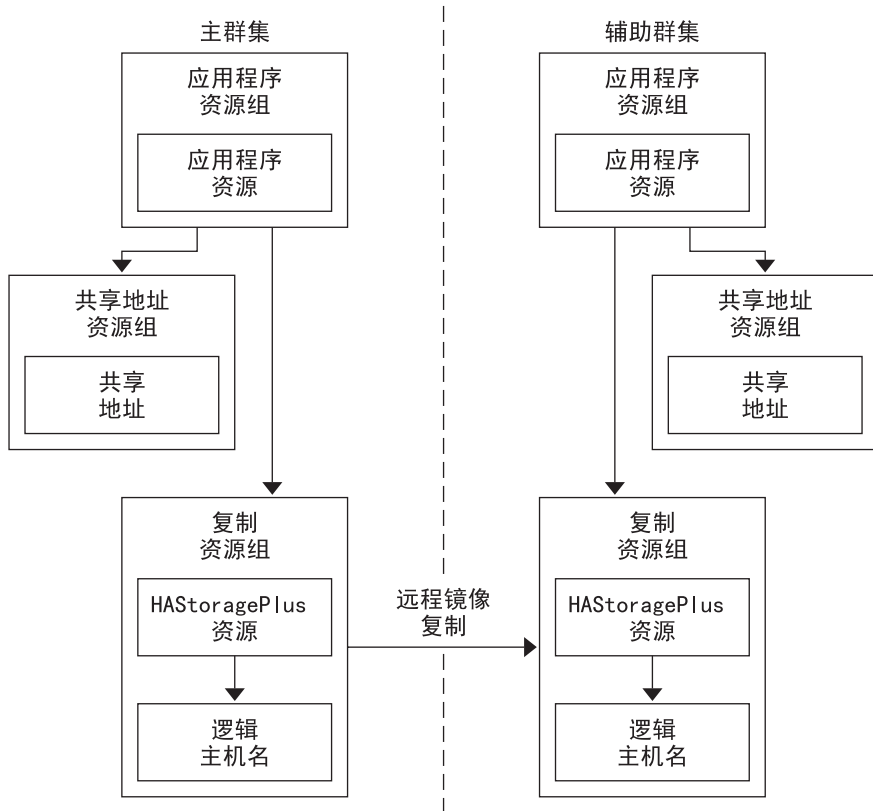 主群集
应用程序
资源组
应用程序
资源
共享地址
资源组
共享
地址
复制
资源组
HAStoragePlus
资源
逻辑
主机名
远程镜像
复制
辅助群集
应用程序
资源组
应用程序
资源
共享地址
资源组
共享
地址
复制
资源组
HAStoragePlus
资源
逻辑
主机名